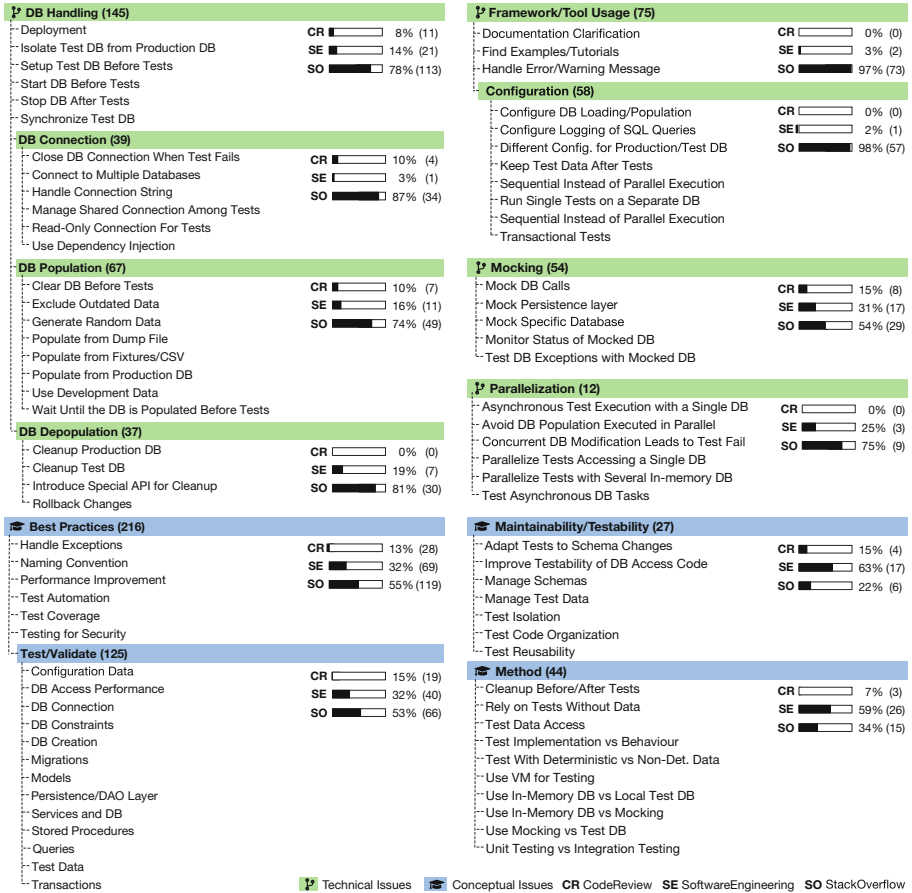 DB Handling (145)
Deployment
Isolate Test DB from Production DB
Setup Test DB Before Tests
Start DB Before Tests
Stop DB After Tests
Synchronize Test DB
CR 8% (11)
SE 14% (21)
SO 78% (113)
DB Connection (39)
Close DB Connection When Test Fails
Connect to Multiple Databases
Handle Connection String
Manage Shared Connection Among Tests
Read-Only Connection For Tests
Use Dependency Injection
CR 10% (4)
SE 3% (1)
SO 87% (34)
DB Population (67)
Clear DB Before Tests
Exclude Outdated Data
Generate Random Data
Populate from Dump File
Populate from Fixtures/CSV
Populate from Production DB
Use Development Data
Wait Until the DB is Populated Before Tests
CR 10% (7)
SE 16% (11)
SO 74% (49)
DB Depopulation (37)
Cleanup Production DB
Cleanup Test DB
Introduce Special API for Cleanup
Rollback Changes
CR 0% (0)
SE 19% (7)
SO 81% (30)
Framework/Tool Usage (75)
Documentation Clarification
Find Examples/Tutorials
Handle Error/Warning Message
CR 0% (0)
SE 3% (2)
SO 97% (73)
Configuration (58)
Configure DB Loading/Population
Configure Logging of SQL Queries
Different Config. for Production/Test DB
Keep Test Data After Tests
Sequential Instead of Parallel Execution
Run Single Tests on a Separate DB
Sequential Instead of Parallel Execution
Transactional Tests
CR 0% (0)
SE 2% (1)
SO 98% (57)
Mocking (54)
Mock DB Calls
Mock Persistence layer
Mock Specific Database
Monitor Status of Mocked DB
Test DB Exceptions with Mocked DB
CR 15% (8)
SE 31% (17)
SO 54% (29)
Parallelization (12)
Asynchronous Test Execution with a Single DB
Avoid DB Population Executed in Parallel
Concurrent DB Modification Leads to Test Fail
Parallelize Tests Accessing a Single DB
Parallelize Tests with Several In-memory DB
Test Asynchronous DB Tasks
CR 0% (0)
SE 25% (3)
SO 75% (9)
Best Practices (216)
Handle Exceptions
Naming Convention
Performance Improvement
Test Automation
Test Coverage
Testing for Security
CR 13% (28)
SE 32% (69)
SO 55% (119)
Test/Validate (125)
Configuration Data
DB Access Performance
DB Connection
DB Constraints
DB Creation
Migrations
Models
Persistence/DAO Layer
Services and DB
Stored Procedures
Queries
Test Data
Transactions
CR 15% (19)
SE 32% (40)
SO 53% (66)
Maintainability/Testability (27)
Adapt Tests to Schema Changes
Improve Testability of DB Access Code
Manage Schemas
Manage Test Data
Test Isolation
Test Code Organization
Test Reusability
CR 15% (4)
SE 63% (17)
SO 22% (6)
Method (44)
Cleanup Before/After Tests
Rely on Tests Without Data
Test Data Access
Test Implementation vs Behaviour
Test With Deterministic vs Non-Det. Data
Use VM for Testing
Use In-Memory DB vs Local Test DB
Use In-Memory DB vs Mocking
Use Mocking vs Test DB
Unit Testing vs Integration Testing
CR 7% (3)
SE 59% (26)
SO 34% (15)
Technical Issues Conceptual Issues CR CodeReview SE SoftwareEngineering SO StackOverflow